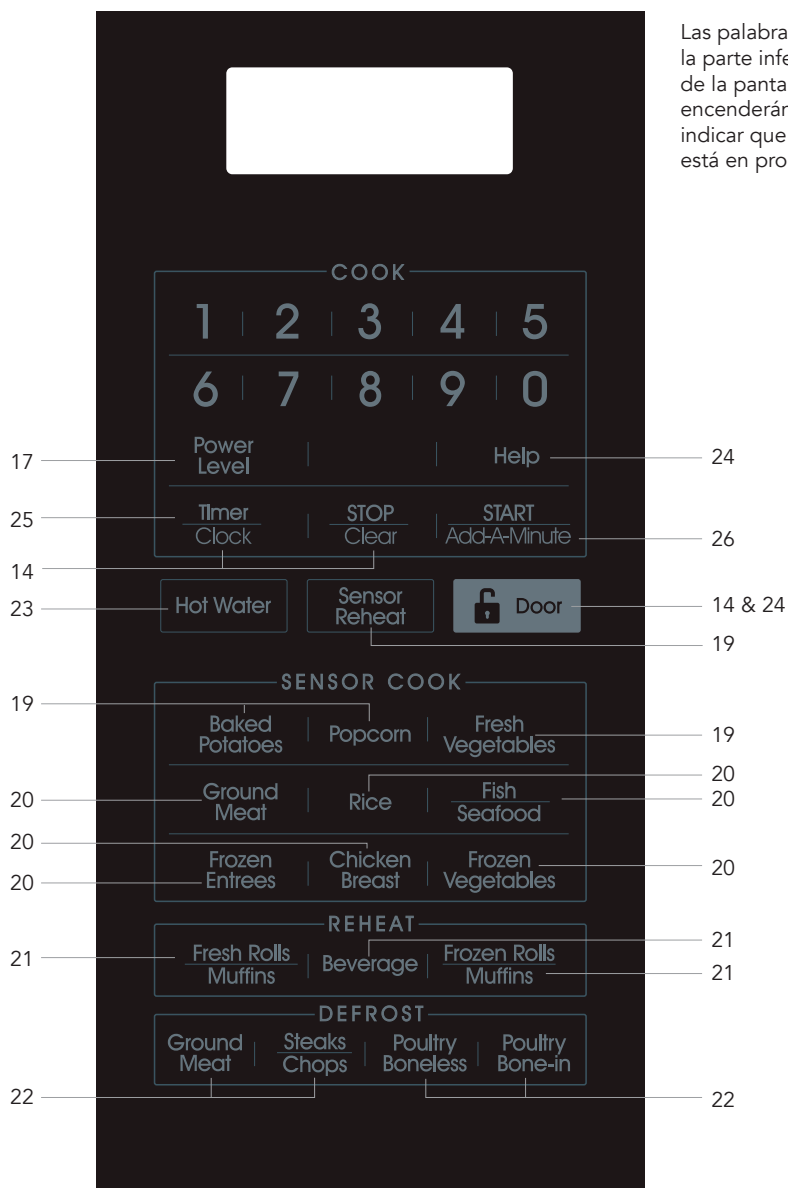 Las palabra
la parte infe
de la panta
encenderán
indicar que
está en pro
COOK
1 2 3 4 5
6 7 8 9 0
17 Power Level Help 24
25 Timer Clock STOP Clear START Add-A-Minute 26
14
23 Hot Water Sensor Reheat Door 14 & 24
19
SENSOR COOK
19 Baked Potatoes Popcorn Fresh Vegetables 19
20
20 Ground Meat Rice Fish Seafood 20
20
20 Frozen Entrees Chicken Breast Frozen Vegetables 20
REHEAT
21 Fresh Rolls Muffins Beverage Frozen Rolls Muffins 21
21
DEFROST
Ground Meat Steaks Chops Poultry Boneless Poultry Bone-in
22 22